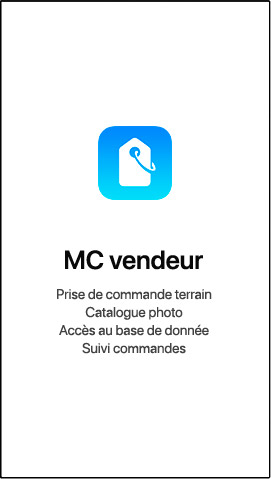 MC vendeur
Prise de commande terrain
Catalogue photo
Accès au base de donnée
Suivi commandes